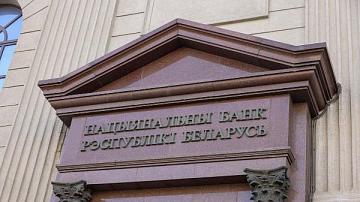 НАЦЫЯНАЛЬНЫ БАНК
РЭСПУБЛІКІ БЕЛАРУСЬ